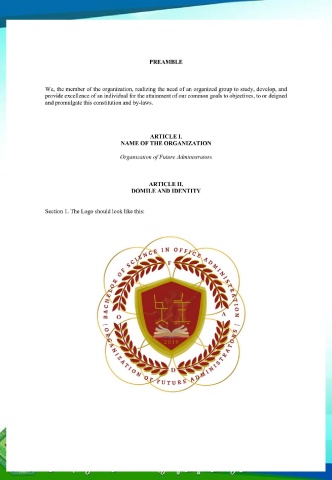 PREAMBLE
We, the member of the organization, realizing the need of an organized group to study, develop, and
provide excellence of an individual for the attainment of our common goals to objectives, to or deigned
and promulgate this constitution and by-laws.
ARTICLE I.
NAME OF THE ORGANIZATION
Organization of Future Administrators.
ARTICLE II.
DOMILE AND IDENTITY
Section 1. The Logo should look like this:
BACHELOR OF SCIENCE IN OFFICE ADMINISTRATION
F
O A
2019
D
ORGANIZATION OF FUTURE ADMINISTRATORS